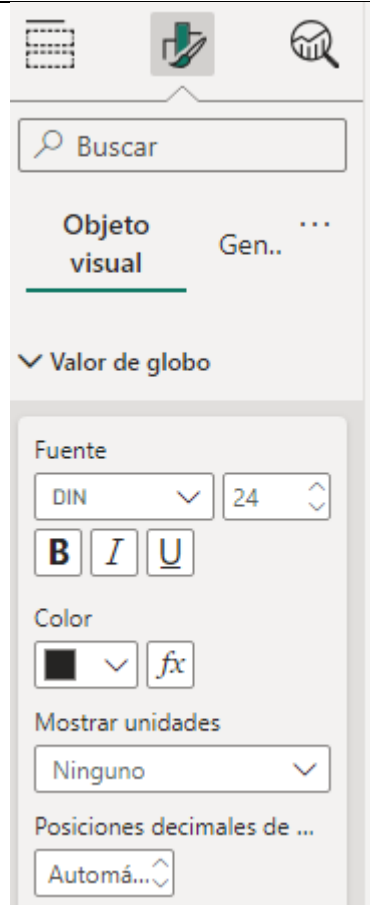 Buscar
Objeto
visual
Gen.. ...
Valor de globo
Fuente
DIN 24
B I U
Color
fx
Mostrar unidades
Ninguno
Posiciones decimales de ...
Automá...